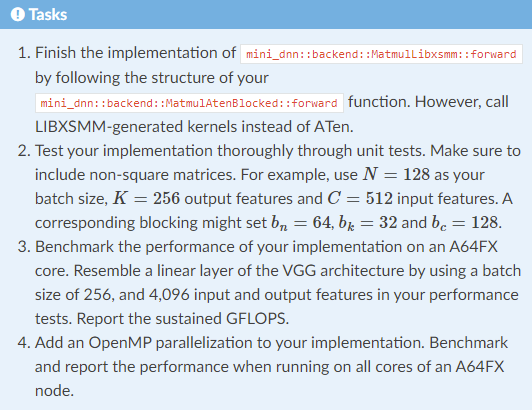 Tasks
1. Finish the implementation of mini_dnn::backend::MatmulLibxsmm::forward
by following the structure of your
mini_dnn::backend::MatmulAtenBlocked::forward function. However, call
LIBXSMM-generated kernels instead of ATen.
2. Test your implementation thoroughly through unit tests. Make sure to
include non-square matrices. For example, use N = 128 as your
batch size, K = 256 output features and C = 512 input features. A
corresponding blocking might set bₙ = 64, bₖ = 32 and b_c = 128.
3. Benchmark the performance of your implementation on an A64FX
core. Resemble a linear layer of the VGG architecture by using a batch
size of 256, and 4,096 input and output features in your performance
tests. Report the sustained GFLOPS.
4. Add an OpenMP parallelization to your implementation. Benchmark
and report the performance when running on all cores of an A64FX
node.